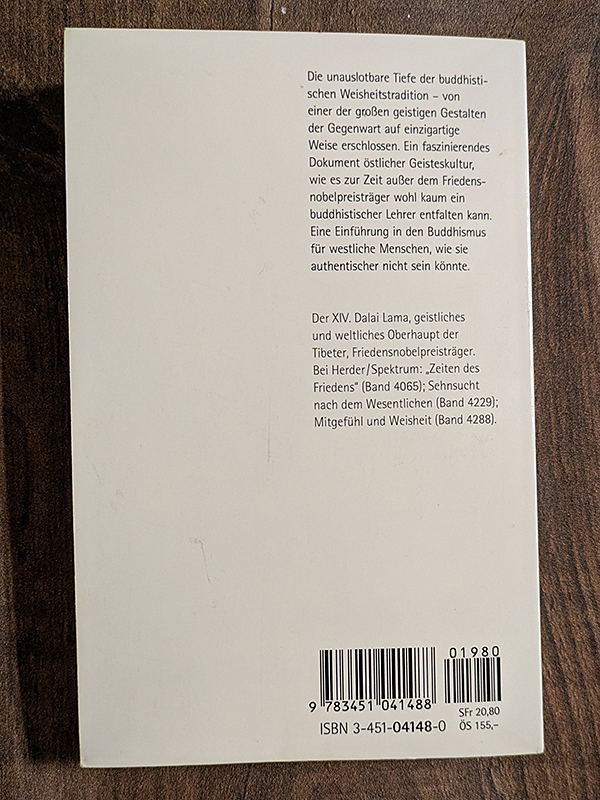 Die unauslotbare Tiefe der buddhisti-
schen Weisheitstradition – von
einer der großen geistigen Gestalten
der Gegenwart auf einzigartige
Weise erschlossen. Ein faszinierendes
Dokument östlicher Geisteskultur,
wie es zur Zeit außer dem Friedens-
nobelpreisträger wohl kaum ein
buddhistischer Lehrer entfalten kann.
Eine Einführung in den Buddhismus
für westliche Menschen, wie sie
authentischer nicht sein könnte.
Der XIV. Dalai Lama, geistliches
und weltliches Oberhaupt der
Tibeter, Friedensnobelpreisträger.
Bei Herder/Spektrum: „Zeiten des
Friedens“ (Band 4065); Sehnsucht
nach dem Wesentlichen (Band 4229);
Mitgefühl und Weisheit (Band 4288).
01980
9 783451 041488
SFr 20,80
ISBN 3-451-04148-0
ÖS 155,–